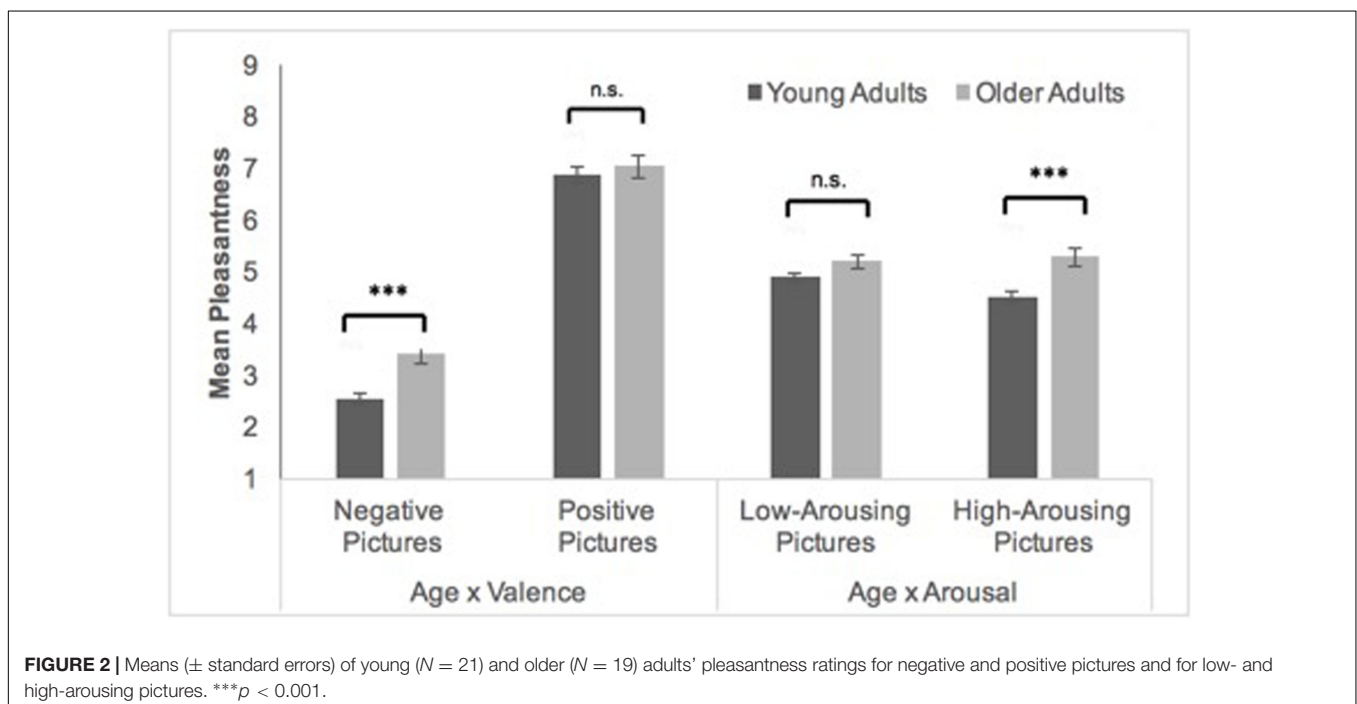 9
8
7
6
5
4
3
2
1
Mean Pleasantness
Young Adults Older Adults
***
n.s.
n.s.
***
Negative
Pictures
Positive
Pictures
Low-Arousing
Pictures
High-Arousing
Pictures
Age x Valence
Age x Arousal
FIGURE 2 | Means (± standard errors) of young (N = 21) and older (N = 19) adults’ pleasantness ratings for negative and positive pictures and for low- and
high-arousing pictures. ***p < 0.001.